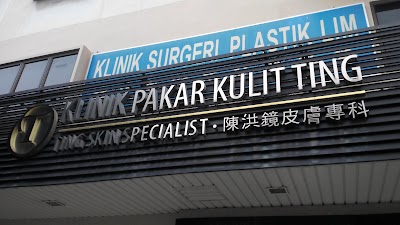 KLINIK SURGERI PLASTIK LIM
KLINIK PAKAR KULIT TING
TING SKIN SPECIALIST · 陳洪鏡皮膚專科